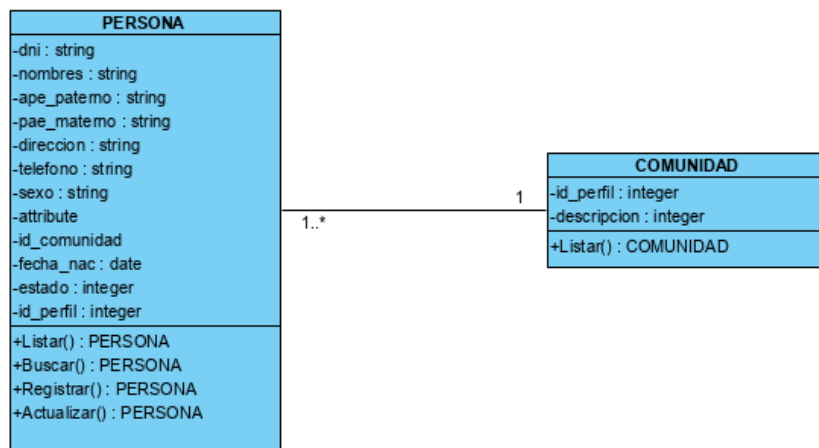 PERSONA
-dni : string
-nombres : string
-ape_paterno : string
-pae_materno : string
-direccion : string
-telefono : string
-sexo : string
-attribute
-id_comunidad
-fecha_nac : date
-estado : integer
-id_perfil : integer
+Listar() : PERSONA
+Buscar() : PERSONA
+Registrar() : PERSONA
+Actualizar() : PERSONA
1..*
1
COMUNIDAD
-id_perfil : integer
-descripcion : integer
+Listar() : COMUNIDAD